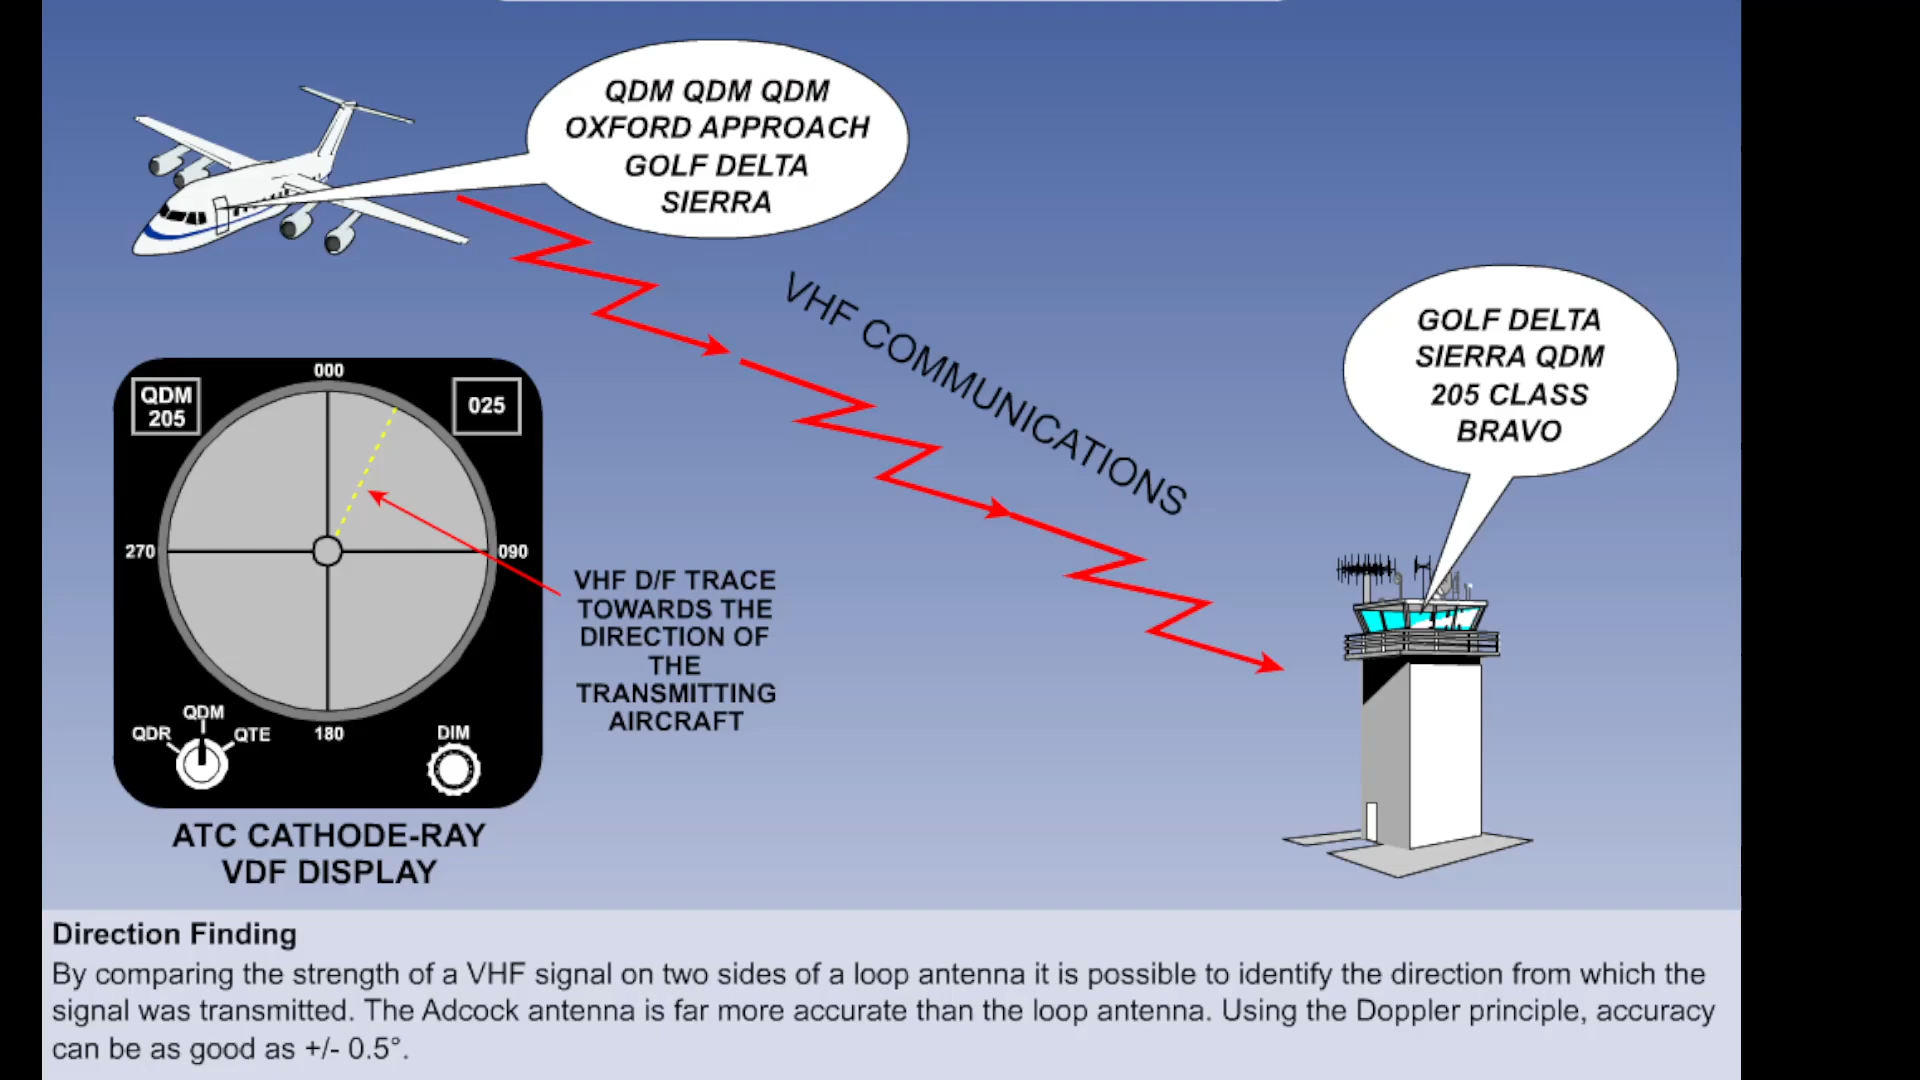 QDM QDM QDM
OXFORD APPROACH
GOLF DELTA
SIERRA
VHF COMMUNICATIONS
GOLF DELTA
SIERRA QDM
205 CLASS
BRAVO
000
QDM
205
025
270
090
VHF D/F TRACE
TOWARDS THE
DIRECTION OF
THE
TRANSMITTING
AIRCRAFT
QDM
QDR
QTE
180
DIM
ATC CATHODE-RAY
VDF DISPLAY
Direction Finding
By comparing the strength of a VHF signal on two sides of a loop antenna it is possible to identify the direction from which the
signal was transmitted. The Adcock antenna is far more accurate than the loop antenna. Using the Doppler principle, accuracy
can be as good as +/- 0.5°.